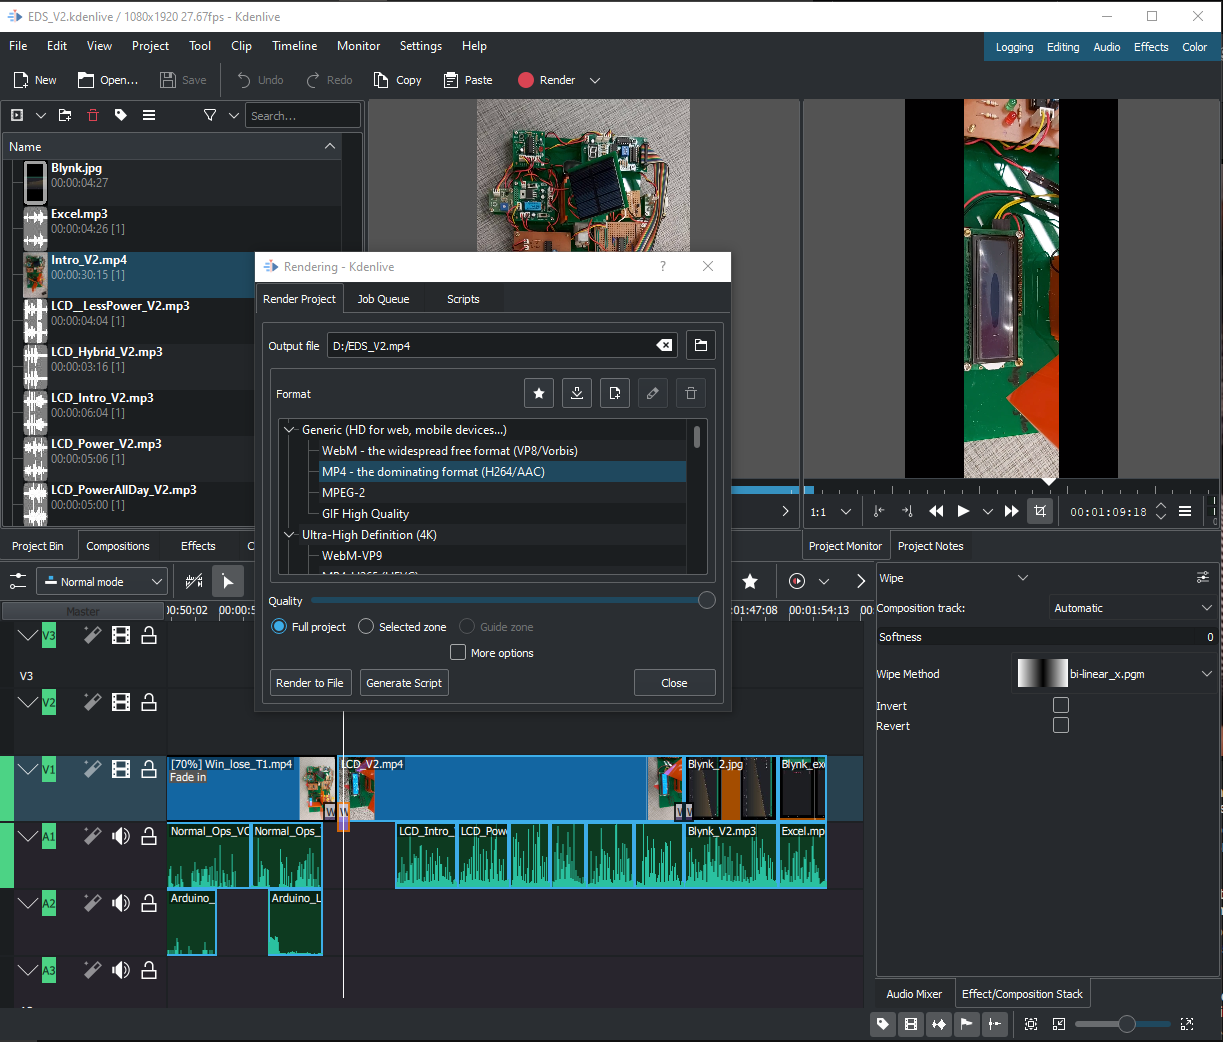 EDS_V2.kdenlive / 1080x1920 27.67fps - Kdenlive
File Edit View Project Tool Clip Timeline Monitor Settings Help
Logging Editing Audio Effects Color
New Open... Save Undo Redo Copy Paste Render
Search...
Name
Blynk.jpg
00:00:04:27
Excel.mp3
00:00:04:26 [1]
Intro_V2.mp4
00:00:30:15 [1]
LCD__LessPower_V2.mp3
00:00:04:04 [1]
LCD_Hybrid_V2.mp3
00:00:03:16 [1]
LCD_Intro_V2.mp3
00:00:06:04 [1]
LCD_Power_V2.mp3
00:00:05:06 [1]
LCD_PowerAllDay_V2.mp3
00:00:05:00 [1]
Project Bin Compositions Effects C
Rendering - Kdenlive
?
Render Project Job Queue Scripts
Output file D:/EDS_V2.mp4
Format
Generic (HD for web, mobile devices...)
WebM - the widespread free format (VP8/Vorbis)
MP4 - the dominating format (H264/AAC)
MPEG-2
GIF High Quality
Ultra-High Definition (4K)
WebM-VP9
Quality
Full project Selected zone Guide zone
More options
Render to File Generate Script Close
1:1 00:01:09:18
Project Monitor Project Notes
Normal mode
Master
00:50:02 00:00:5 :01:47:08 00:01:54:13 00
Wipe
Composition track: Automatic
Softness 0
Wipe Method bi-linear_x.pgm
Invert
Revert
V3
V3
V2
V1
[70%] Win_lose_T1.mp4 LCD_V2.mp4 Blynk_2.jpg Blynk_exc
Fade in
W W W W
A1
Normal_Ops_VO Normal_Ops_ LCD_Intro_ LCD_Pow Blynk_V2.mp3 Excel.mp
A2
Arduino_ Arduino_L
A3
Audio Mixer Effect/Composition Stack